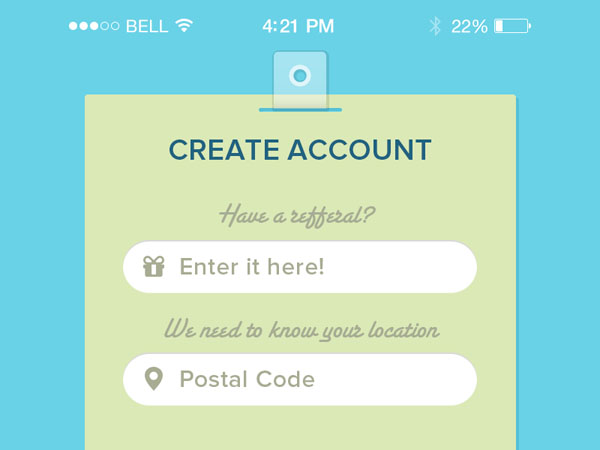 BELL 4:21 PM 22%
CREATE ACCOUNT
Have a refferal?
Enter it here!
We need to know your location
Postal Code